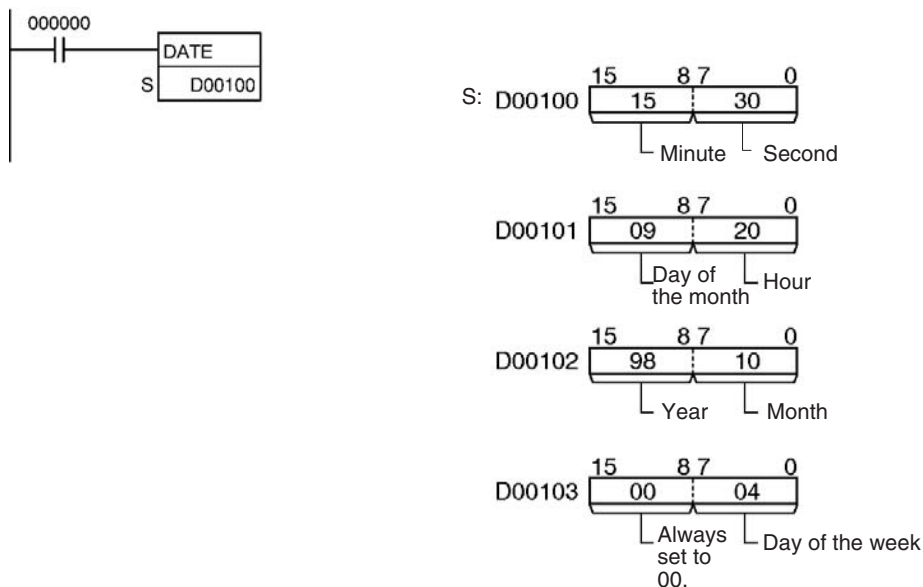 000000
DATE
S D00100
15 8 7 0
S: D00100 15 30
Minute Second
15 8 7 0
D00101 09 20
Day of
the month Hour
15 8 7 0
D00102 98 10
Year Month
15 8 7 0
D00103 00 04
Always
set to
00.
Day of the week